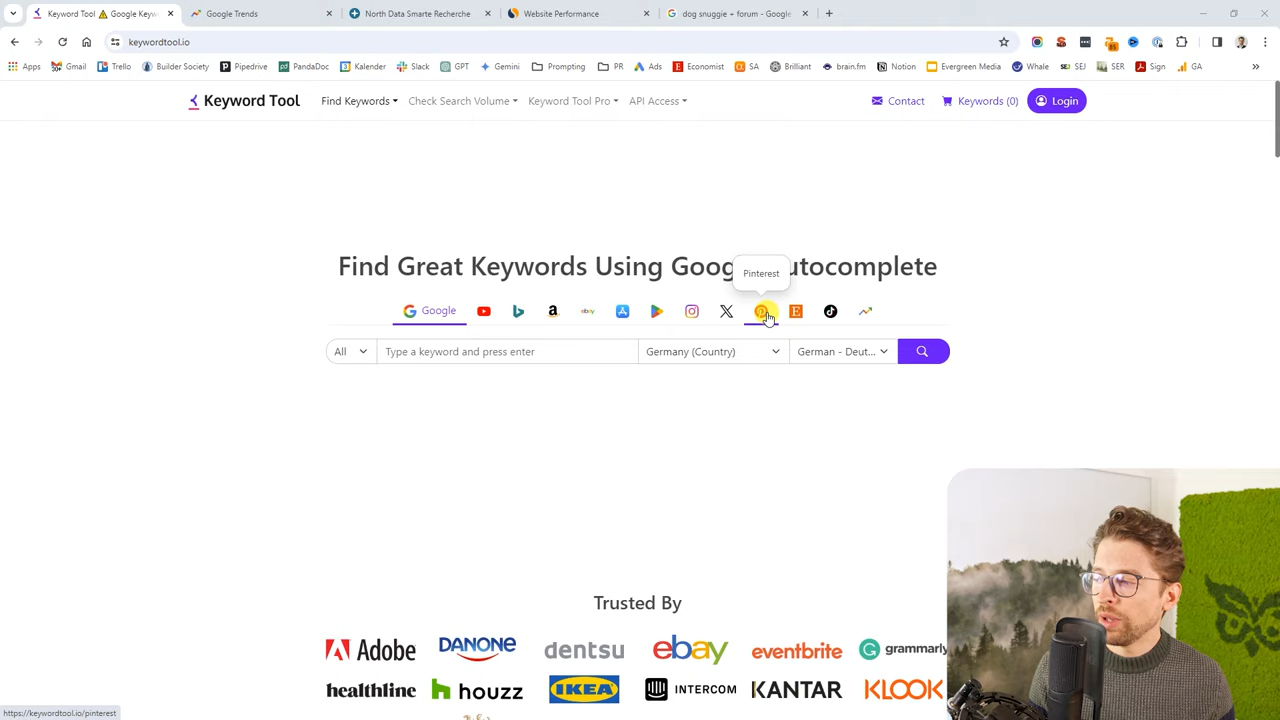 Keyword Tool ⚠ Google Keyw
Google Trends
North Data Smarte Recherche
Website Performance
dog snuggie + forum - Google
keywordtool.io
Apps
Gmail
Trello
Builder Society
Pipedrive
PandaDoc
Kalender
Slack
GPT
Gemini
Prompting
PR
Ads
Economist
SA
Brilliant
brain.fm
Notion
Evergreen Media
Whale
SEJ
SER
Sign
GA
Keyword Tool
Find Keywords
Check Search Volume
Keyword Tool Pro
API Access
Contact
Keywords (0)
Login
Find Great Keywords Using Goog utocomplete
Pinterest
Google
All
Type a keyword and press enter
Germany (Country)
German - Deut...
Trusted By
Adobe
DANONE
dentsu
ebay
eventbrite
grammarly
healthline
houzz
IKEA
INTERCOM
KANTAR
KLOOK
https://keywordtool.io/pinterest